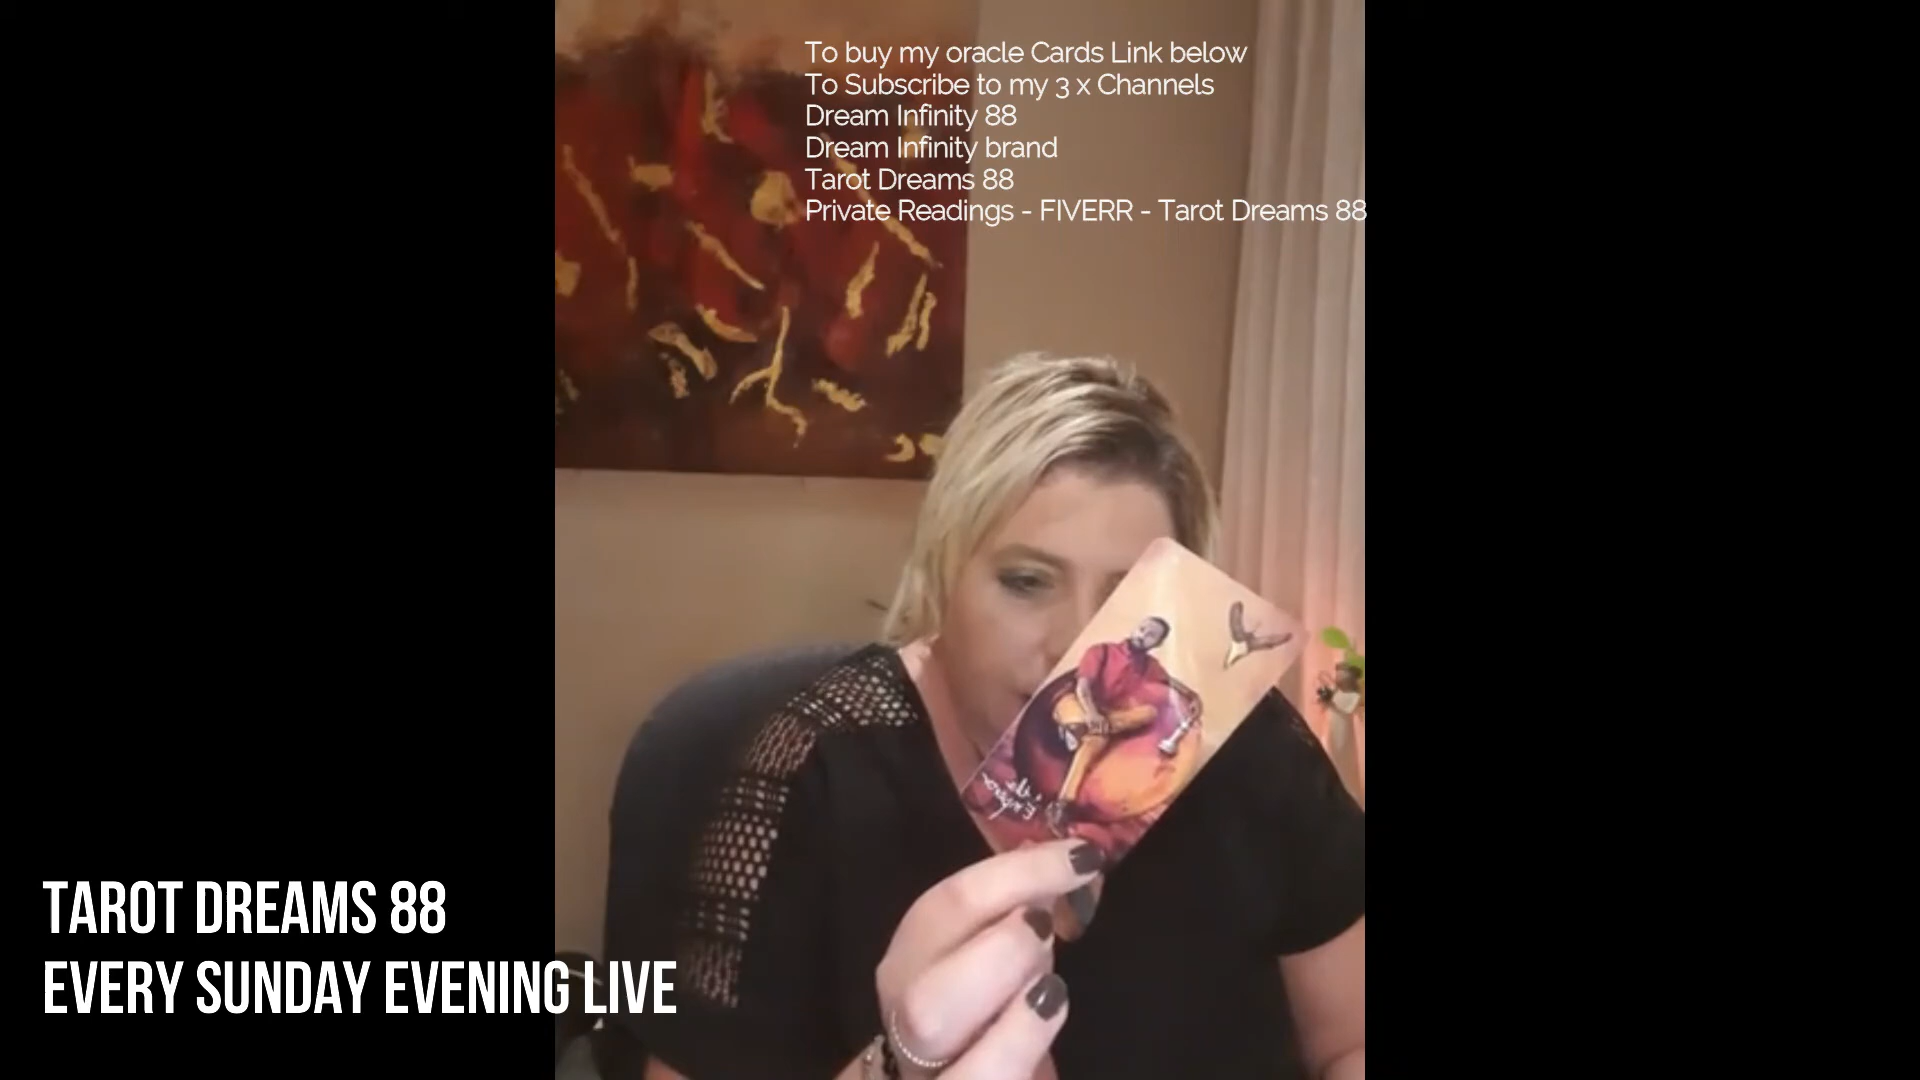 To buy my oracle Cards Link below
To Subscribe to my 3 x Channels
Dream Infinity 88
Dream Infinity brand
Tarot Dreams 88
Private Readings - FIVERR - Tarot Dreams 88
TAROT DREAMS 88
EVERY SUNDAY EVENING LIVE